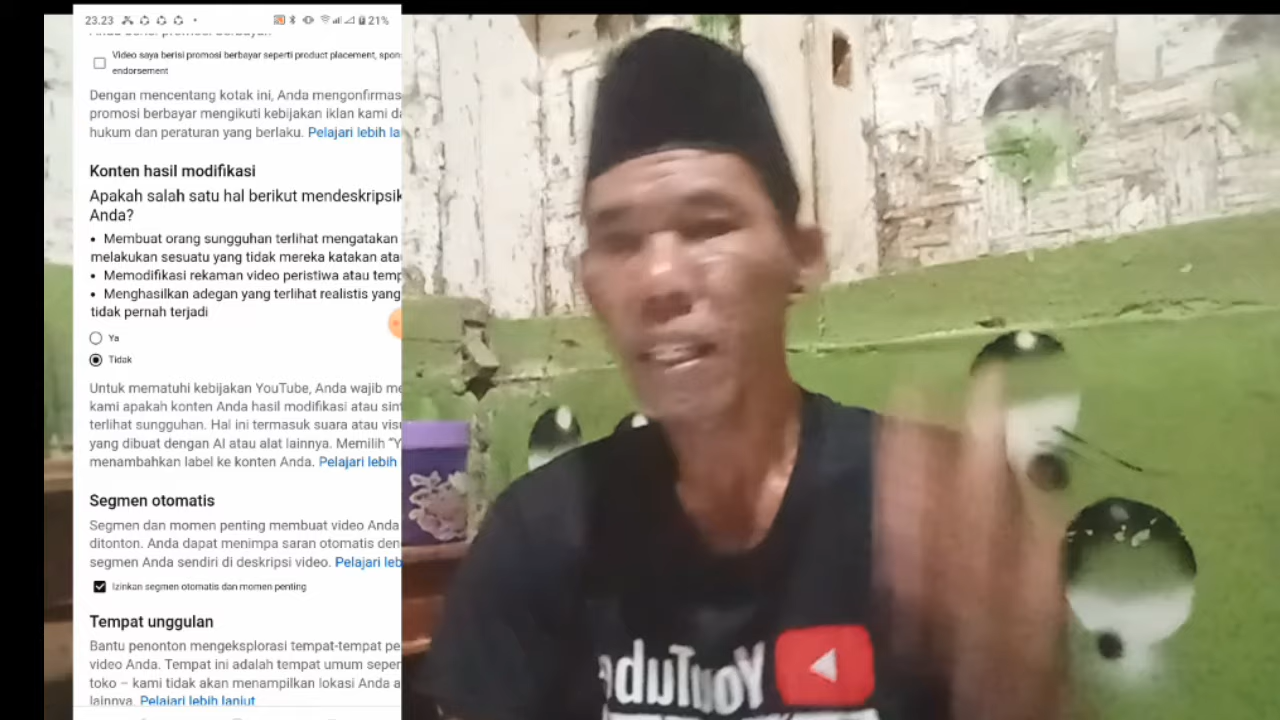 23.23
21%
Video saya berisi promosi berbayar seperti product placement, spon
endorsement
Dengan mencentang kotak ini, Anda mengonfirmas
promosi berbayar mengikuti kebijakan iklan kami da
hukum dan peraturan yang berlaku. Pelajari lebih la
Konten hasil modifikasi
Apakah salah satu hal berikut mendeskripsik
Anda?
• Membuat orang sungguhan terlihat mengatakan
melakukan sesuatu yang tidak mereka katakan atau
• Memodifikasi rekaman video peristiwa atau temp
• Menghasilkan adegan yang terlihat realistis yang
tidak pernah terjadi
Ya
Tidak
Untuk mematuhi kebijakan YouTube, Anda wajib me
kami apakah konten Anda hasil modifikasi atau sint
terlihat sungguhan. Hal ini termasuk suara atau visu
yang dibuat dengan AI atau alat lainnya. Memilih "Y
menambahkan label ke konten Anda. Pelajari lebih
Segmen otomatis
Segmen dan momen penting membuat video Anda
ditonton. Anda dapat menimpa saran otomatis den
segmen Anda sendiri di deskripsi video. Pelajari leb
Izinkan segmen otomatis dan momen penting
Tempat unggulan
Bantu penonton mengeksplorasi tempat-tempat pe
video Anda. Tempat ini adalah tempat umum seper
toko – kami tidak akan menampilkan lokasi Anda a
lainnya. Pelajari lebih lanjut
YouTube